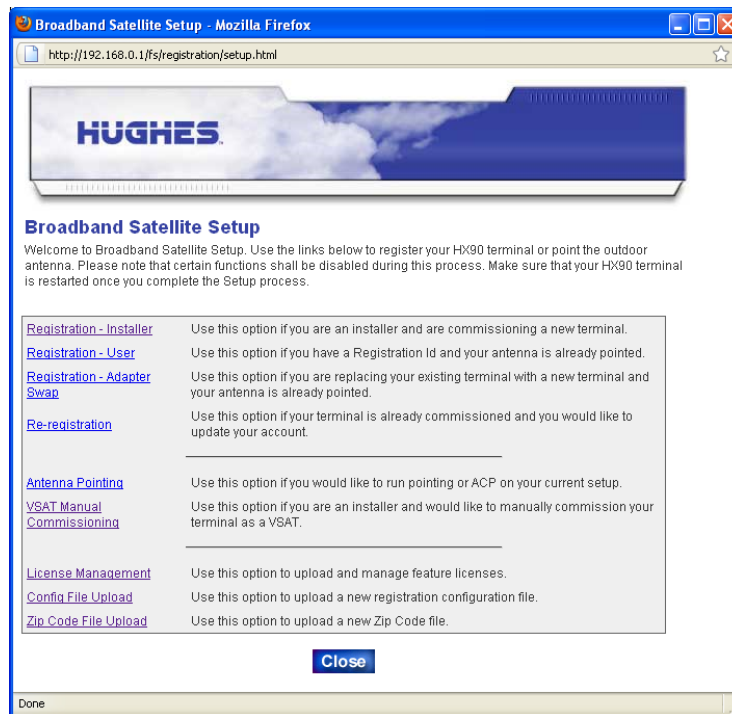 Broadband Satellite Setup - Mozilla Firefox
http://192.168.0.1/fs/registration/setup.html
HUGHES.
Broadband Satellite Setup
Welcome to Broadband Satellite Setup. Use the links below to register your HX90 terminal or point the outdoor
antenna. Please note that certain functions shall be disabled during this process. Make sure that your HX90 terminal
is restarted once you complete the Setup process.
Registration - Installer Use this option if you are an installer and are commissioning a new terminal.
Registration - User Use this option if you have a Registration Id and your antenna is already pointed.
Registration - Adapter Swap
Use this option if you are replacing your existing terminal with a new terminal and
your antenna is already pointed.
Re-registration
Use this option if your terminal is already commissioned and you would like to
update your account.
Antenna Pointing Use this option if you would like to run pointing or ACP on your current setup.
VSAT Manual
Commissioning
Use this option if you are an installer and would like to manually commission your
terminal as a VSAT.
License Management Use this option to upload and manage feature licenses.
Config File Upload Use this option to upload a new registration configuration file.
Zip Code File Upload Use this option to upload a new Zip Code file.
Close
Done